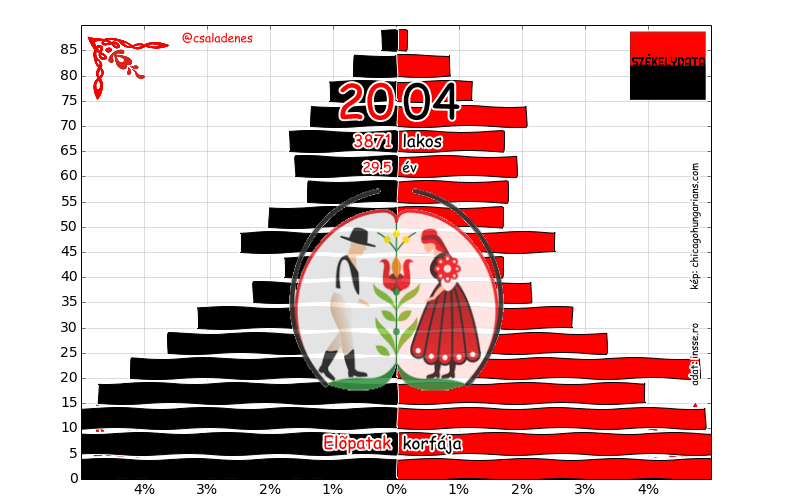 @csaladenes
SZÉKELYDATA
2004
3871 lakos
29.5 év
kép: chicagohungarians.com
adat: insse.ro
Elõpatak korfája
85
80
75
70
65
60
55
50
45
40
35
30
25
20
15
10
5
0
4% 3% 2% 1% 0% 1% 2% 3% 4%